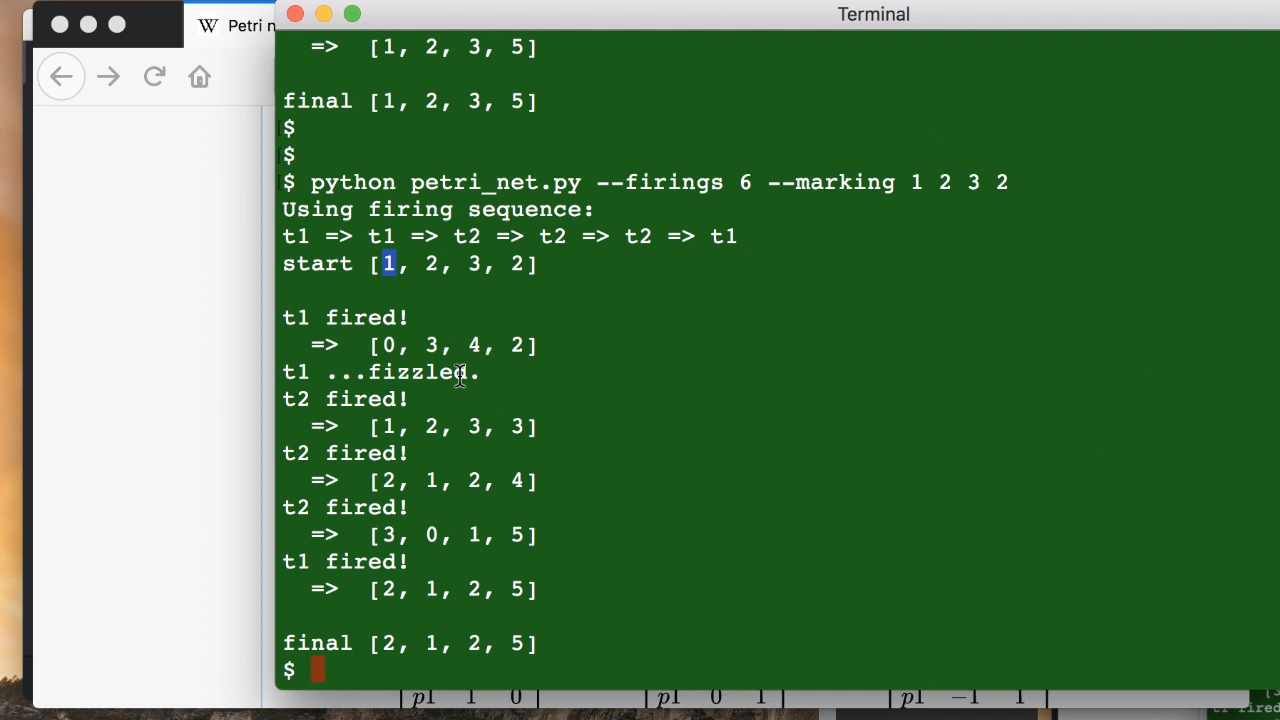 W Petri n
Terminal
=> [1, 2, 3, 5]
final [1, 2, 3, 5]
$
$
$ python petri_net.py --firings 6 --marking 1 2 3 2
Using firing sequence:
t1 => t1 => t2 => t2 => t2 => t1
start [1, 2, 3, 2]
t1 fired!
=> [0, 3, 4, 2]
t1 ...fizzled.
t2 fired!
=> [1, 2, 3, 3]
t2 fired!
=> [2, 1, 2, 4]
t2 fired!
=> [3, 0, 1, 5]
t1 fired!
=> [2, 1, 2, 5]
final [2, 1, 2, 5]
$
p1 1 0 p1 0 1 p1 −1 1
t1 fired